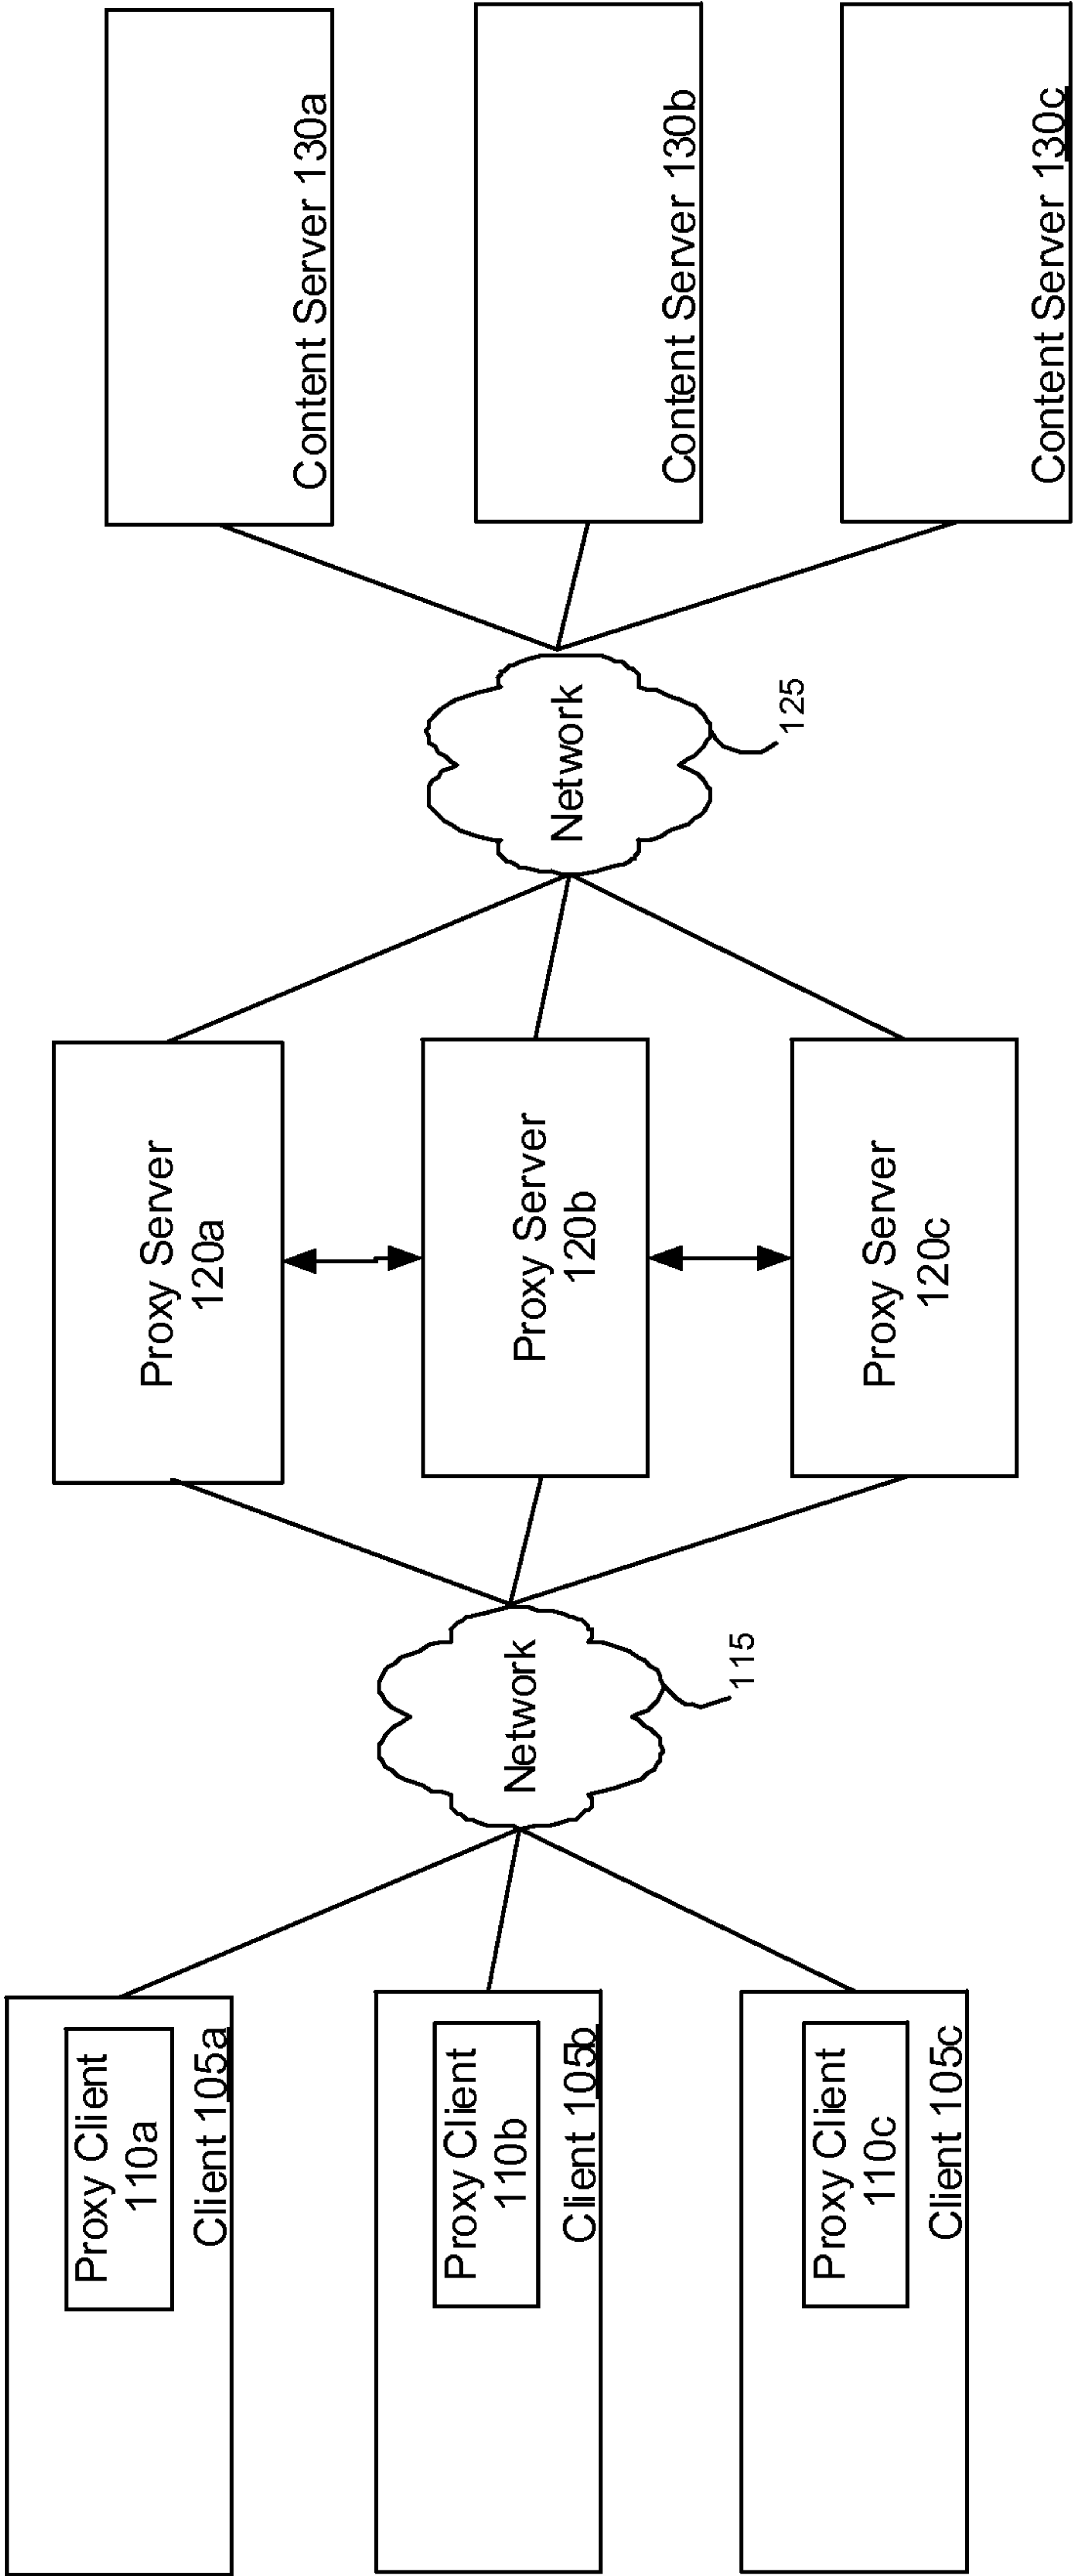 Proxy Client
110a
Client 105a
Proxy Client
110b
Client 105b
Proxy Client
110c
Client 105c
Network
115
Proxy Server
120a
Proxy Server
120b
Proxy Server
120c
Network
125
Content Server 130a
Content Server 130b
Content Server 130c